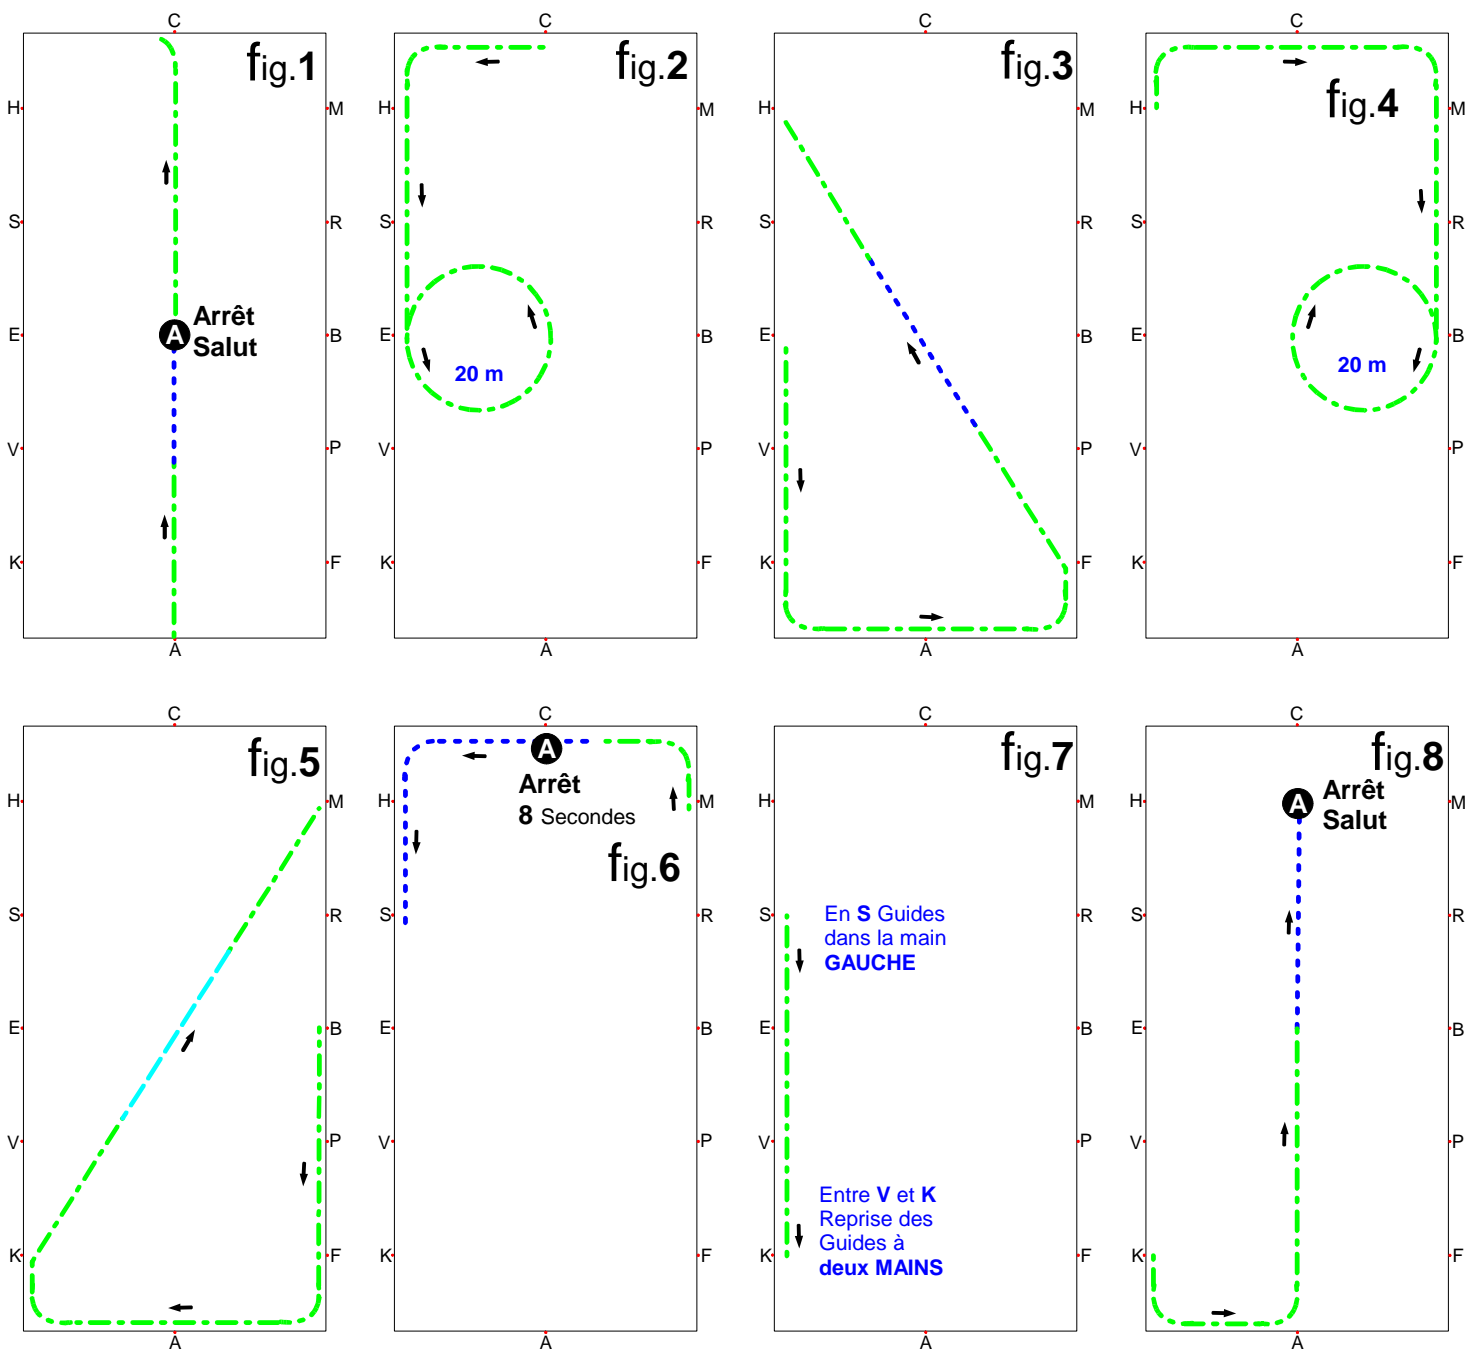 C
fig.1
H
M
S
R
E
A
Arrêt
Salut
B
V
P
K
F
A
C
fig.2
H
M
S
R
E
B
20 m
V
P
K
F
A
C
fig.3
H
M
S
R
E
B
V
P
K
F
A
C
fig.4
H
M
S
R
E
B
20 m
V
P
K
F
A
C
fig.5
H
M
S
R
E
B
V
P
K
F
A
C
A
Arrêt
8 Secondes
fig.6
H
M
S
R
E
B
V
P
K
F
A
C
fig.7
H
M
S
R
En S Guides
dans la main
GAUCHE
E
B
V
P
Entre V et K
Reprise des
Guides à
deux MAINS
K
F
A
C
fig.8
H
M
A
Arrêt
Salut
S
R
E
B
V
P
K
F
A